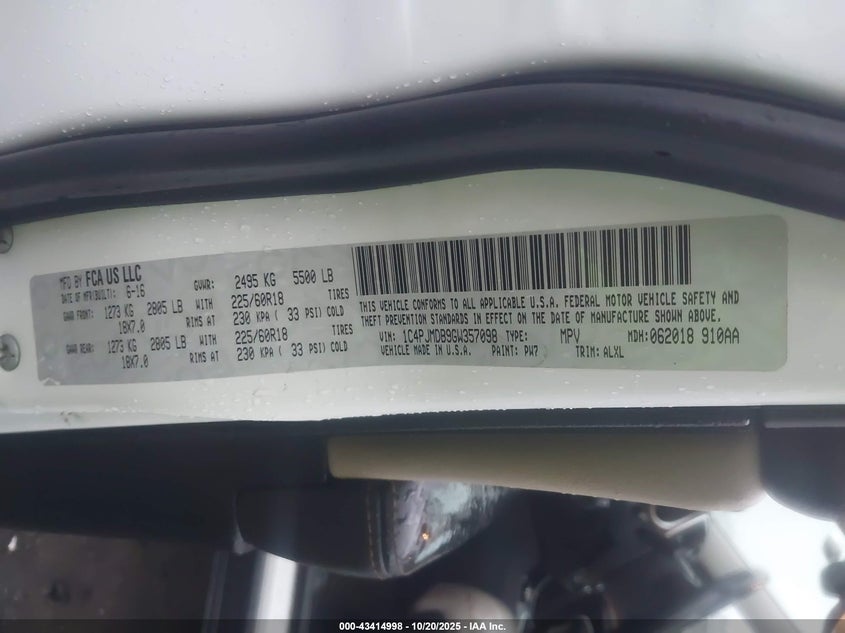 MFD BY FCA US LLC
DATE OF MFR(BUILT): 6-16
GVWR: 2495 KG 5500 LB
GAWR FRONT: 1273 KG 2805 LB WITH 225/60R18 TIRES
18X7.0 RIMS AT 230 KPA ( 33 PSI) COLD
GAWR REAR: 1273 KG 2805 LB WITH 225/60R18 TIRES
18X7.0 RIMS AT 230 KPA ( 33 PSI) COLD
THIS VEHICLE CONFORMS TO ALL APPLICABLE U.S.A. FEDERAL MOTOR VEHICLE SAFETY AND
THEFT PREVENTION STANDARDS IN EFFECT ON THE DATE OF MANUFACTURE SHOWN ABOVE.
VIN: 1C4PJMDB9GW357098 TYPE: MPV MDH:062018 910AA
VEHICLE MADE IN U.S.A. PAINT: PW7 TRIM: ALXL
000-43414998 - 10/20/2025 - IAA Inc.